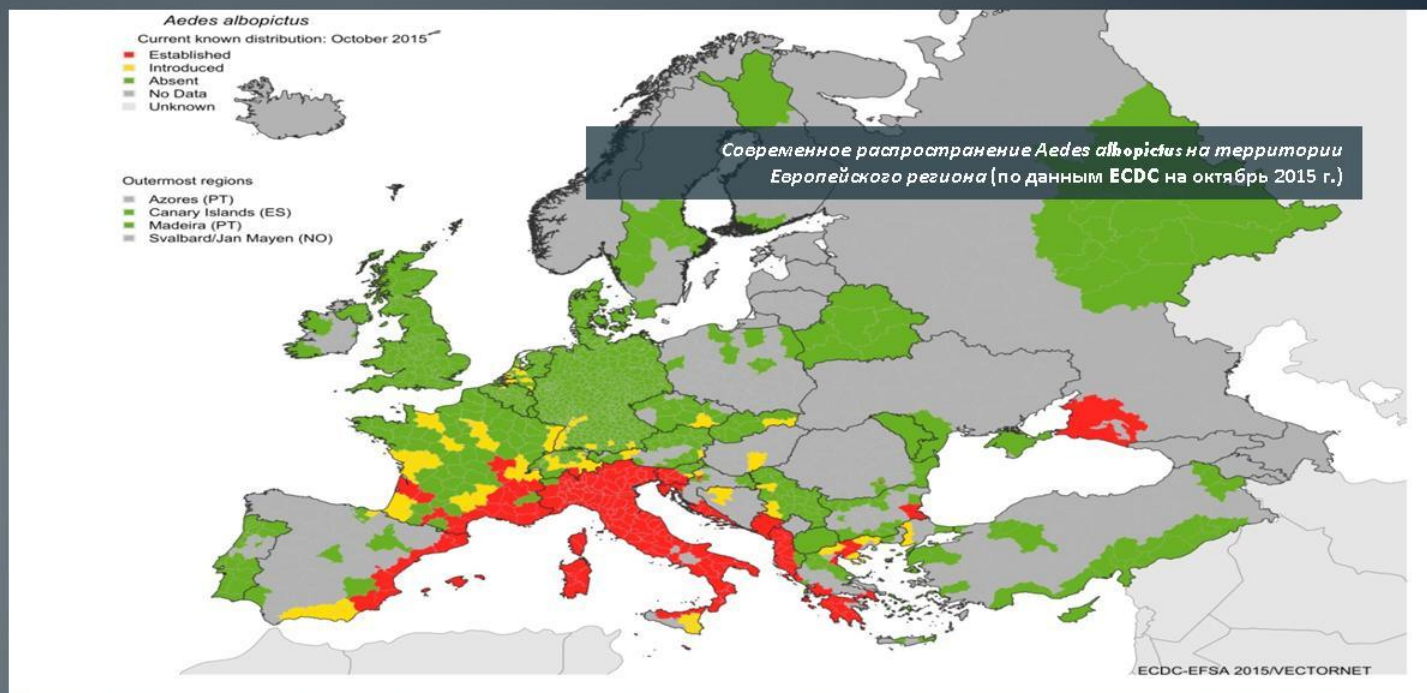 Aedes albopictus
Current known distribution: October 2015
Established
Introduced
Absent
No Data
Unknown
Современное распространение Aedes albopictus на территории
Европейского региона (по данным ECDC на октябрь 2015 г.)
Outermost regions
Azores (PT)
Canary Islands (ES)
Madeira (PT)
Svalbard/Jan Mayen (NO)
ECDC-EFSA 2015/VECTORNET